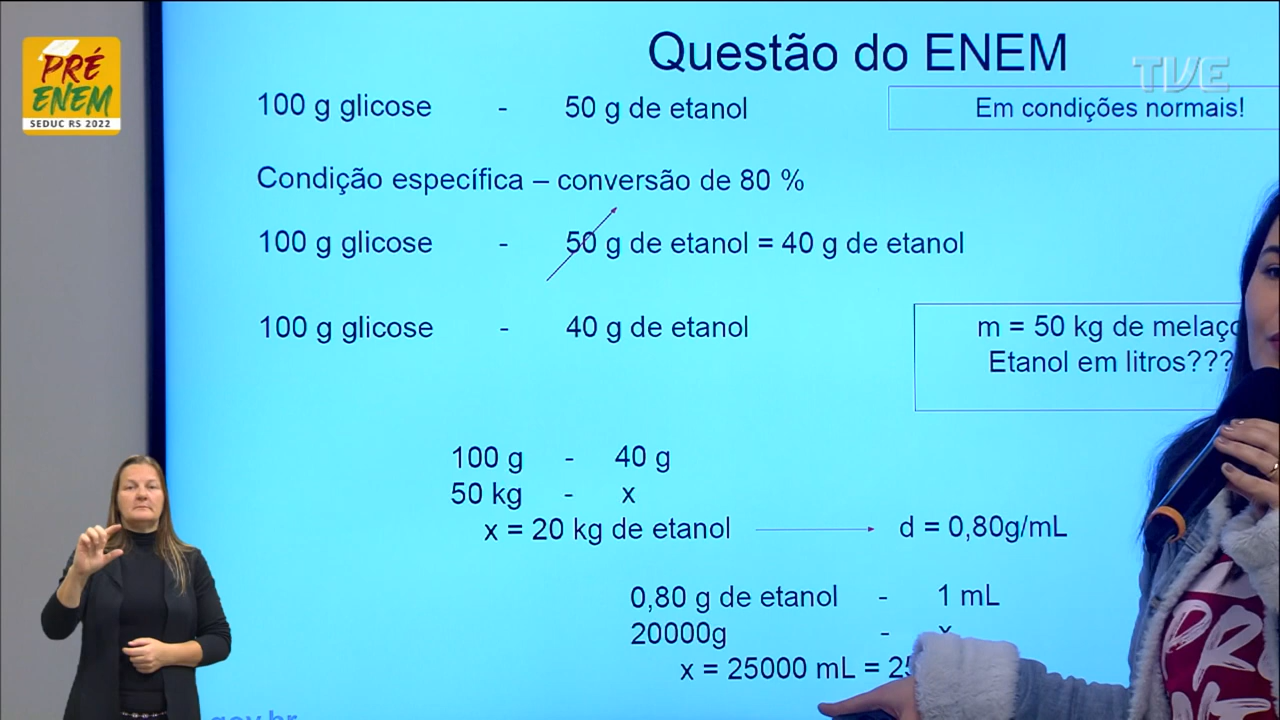 PRÉ
ENEM
SEDUC RS 2022
Questão do ENEM
TVE
100 g glicose - 50 g de etanol
Em condições normais!
Condição específica – conversão de 80 %
100 g glicose - 50 g de etanol = 40 g de etanol
100 g glicose - 40 g de etanol
m = 50 kg de melaço
Etanol em litros???
100 g - 40 g
50 kg - x
x = 20 kg de etanol
d = 0,80g/mL
0,80 g de etanol - 1 mL
20000g - x
x = 25000 mL =
gov.br